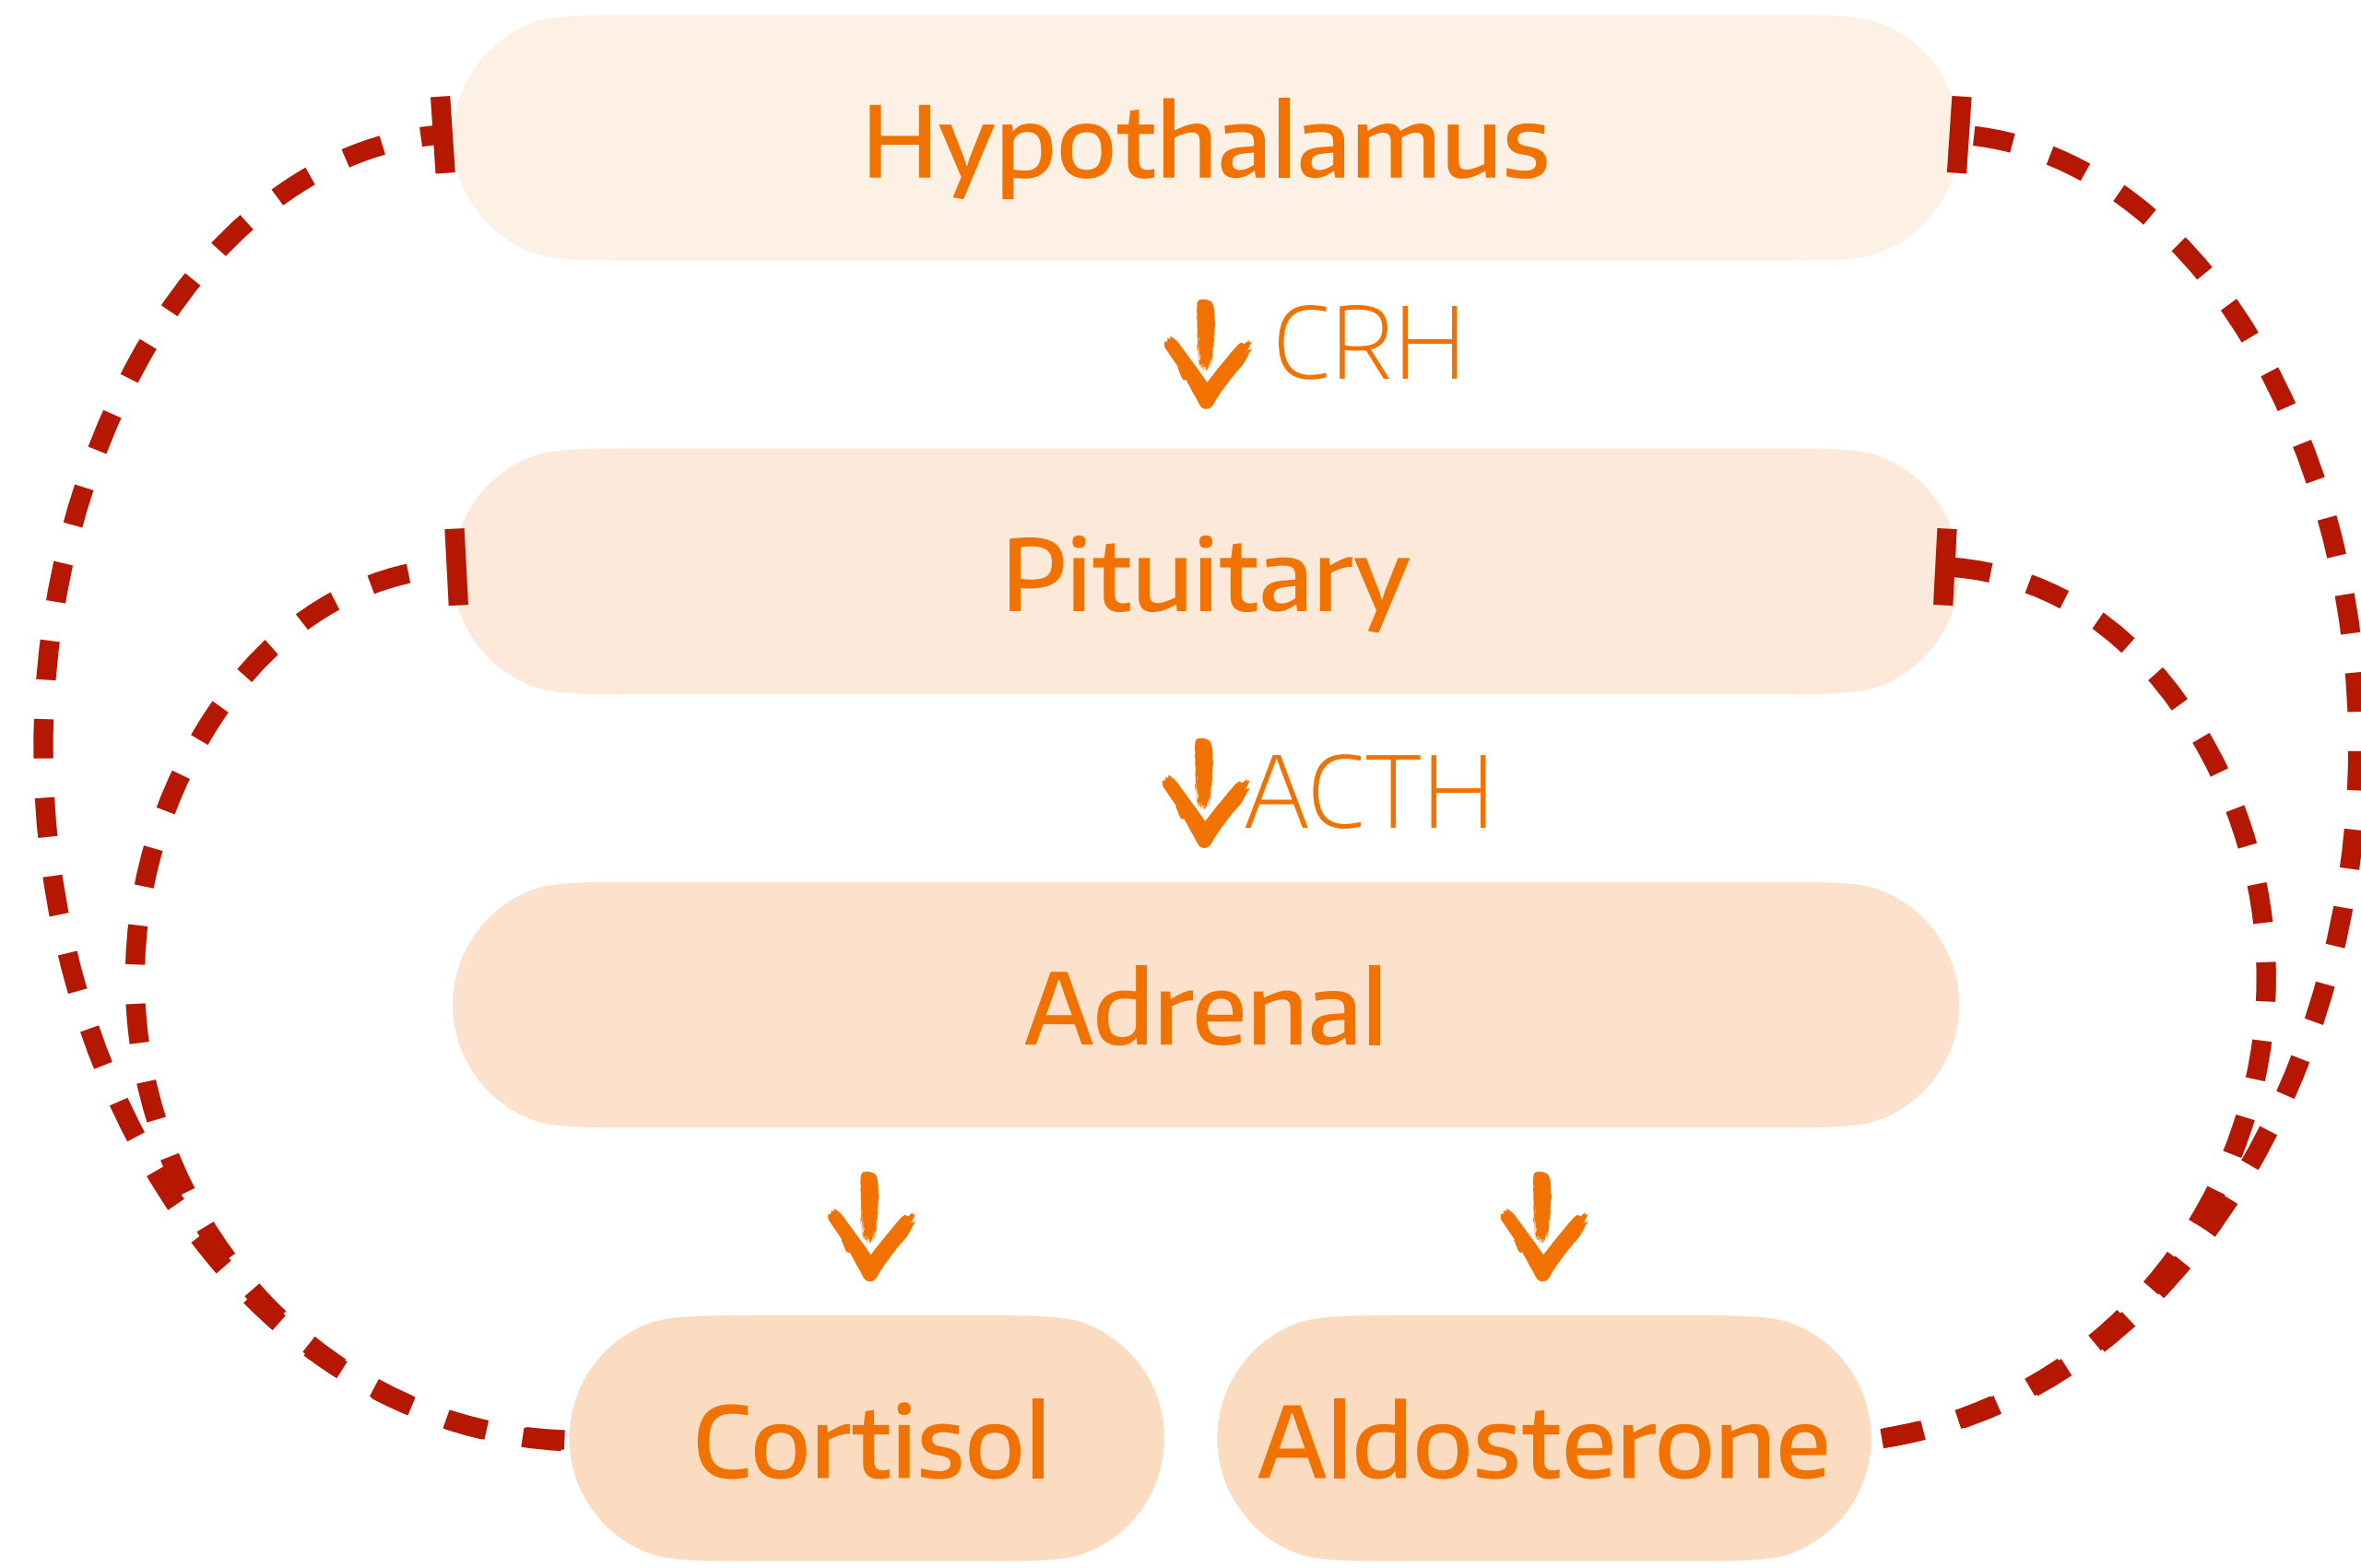 Hypothalamus
CRH
Pituitary
ACTH
Adrenal
Cortisol
Aldosterone